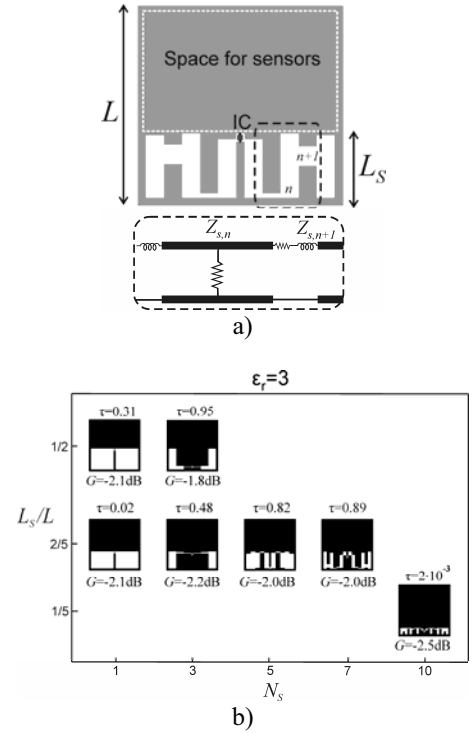 Space for sensors
L
IC
n+1
n
L_S
Z_{s,n} Z_{s,n+1}
a)
ε_r=3
τ=0.31 τ=0.95
1/2
G=-2.1dB G=-1.8dB
L_S/L
τ=0.02 τ=0.48 τ=0.82 τ=0.89
2/5
G=-2.1dB G=-2.2dB G=-2.0dB G=-2.0dB
τ=2·10^{-3}
1/5
G=-2.5dB
1 3 5 7 10
N_S
b)